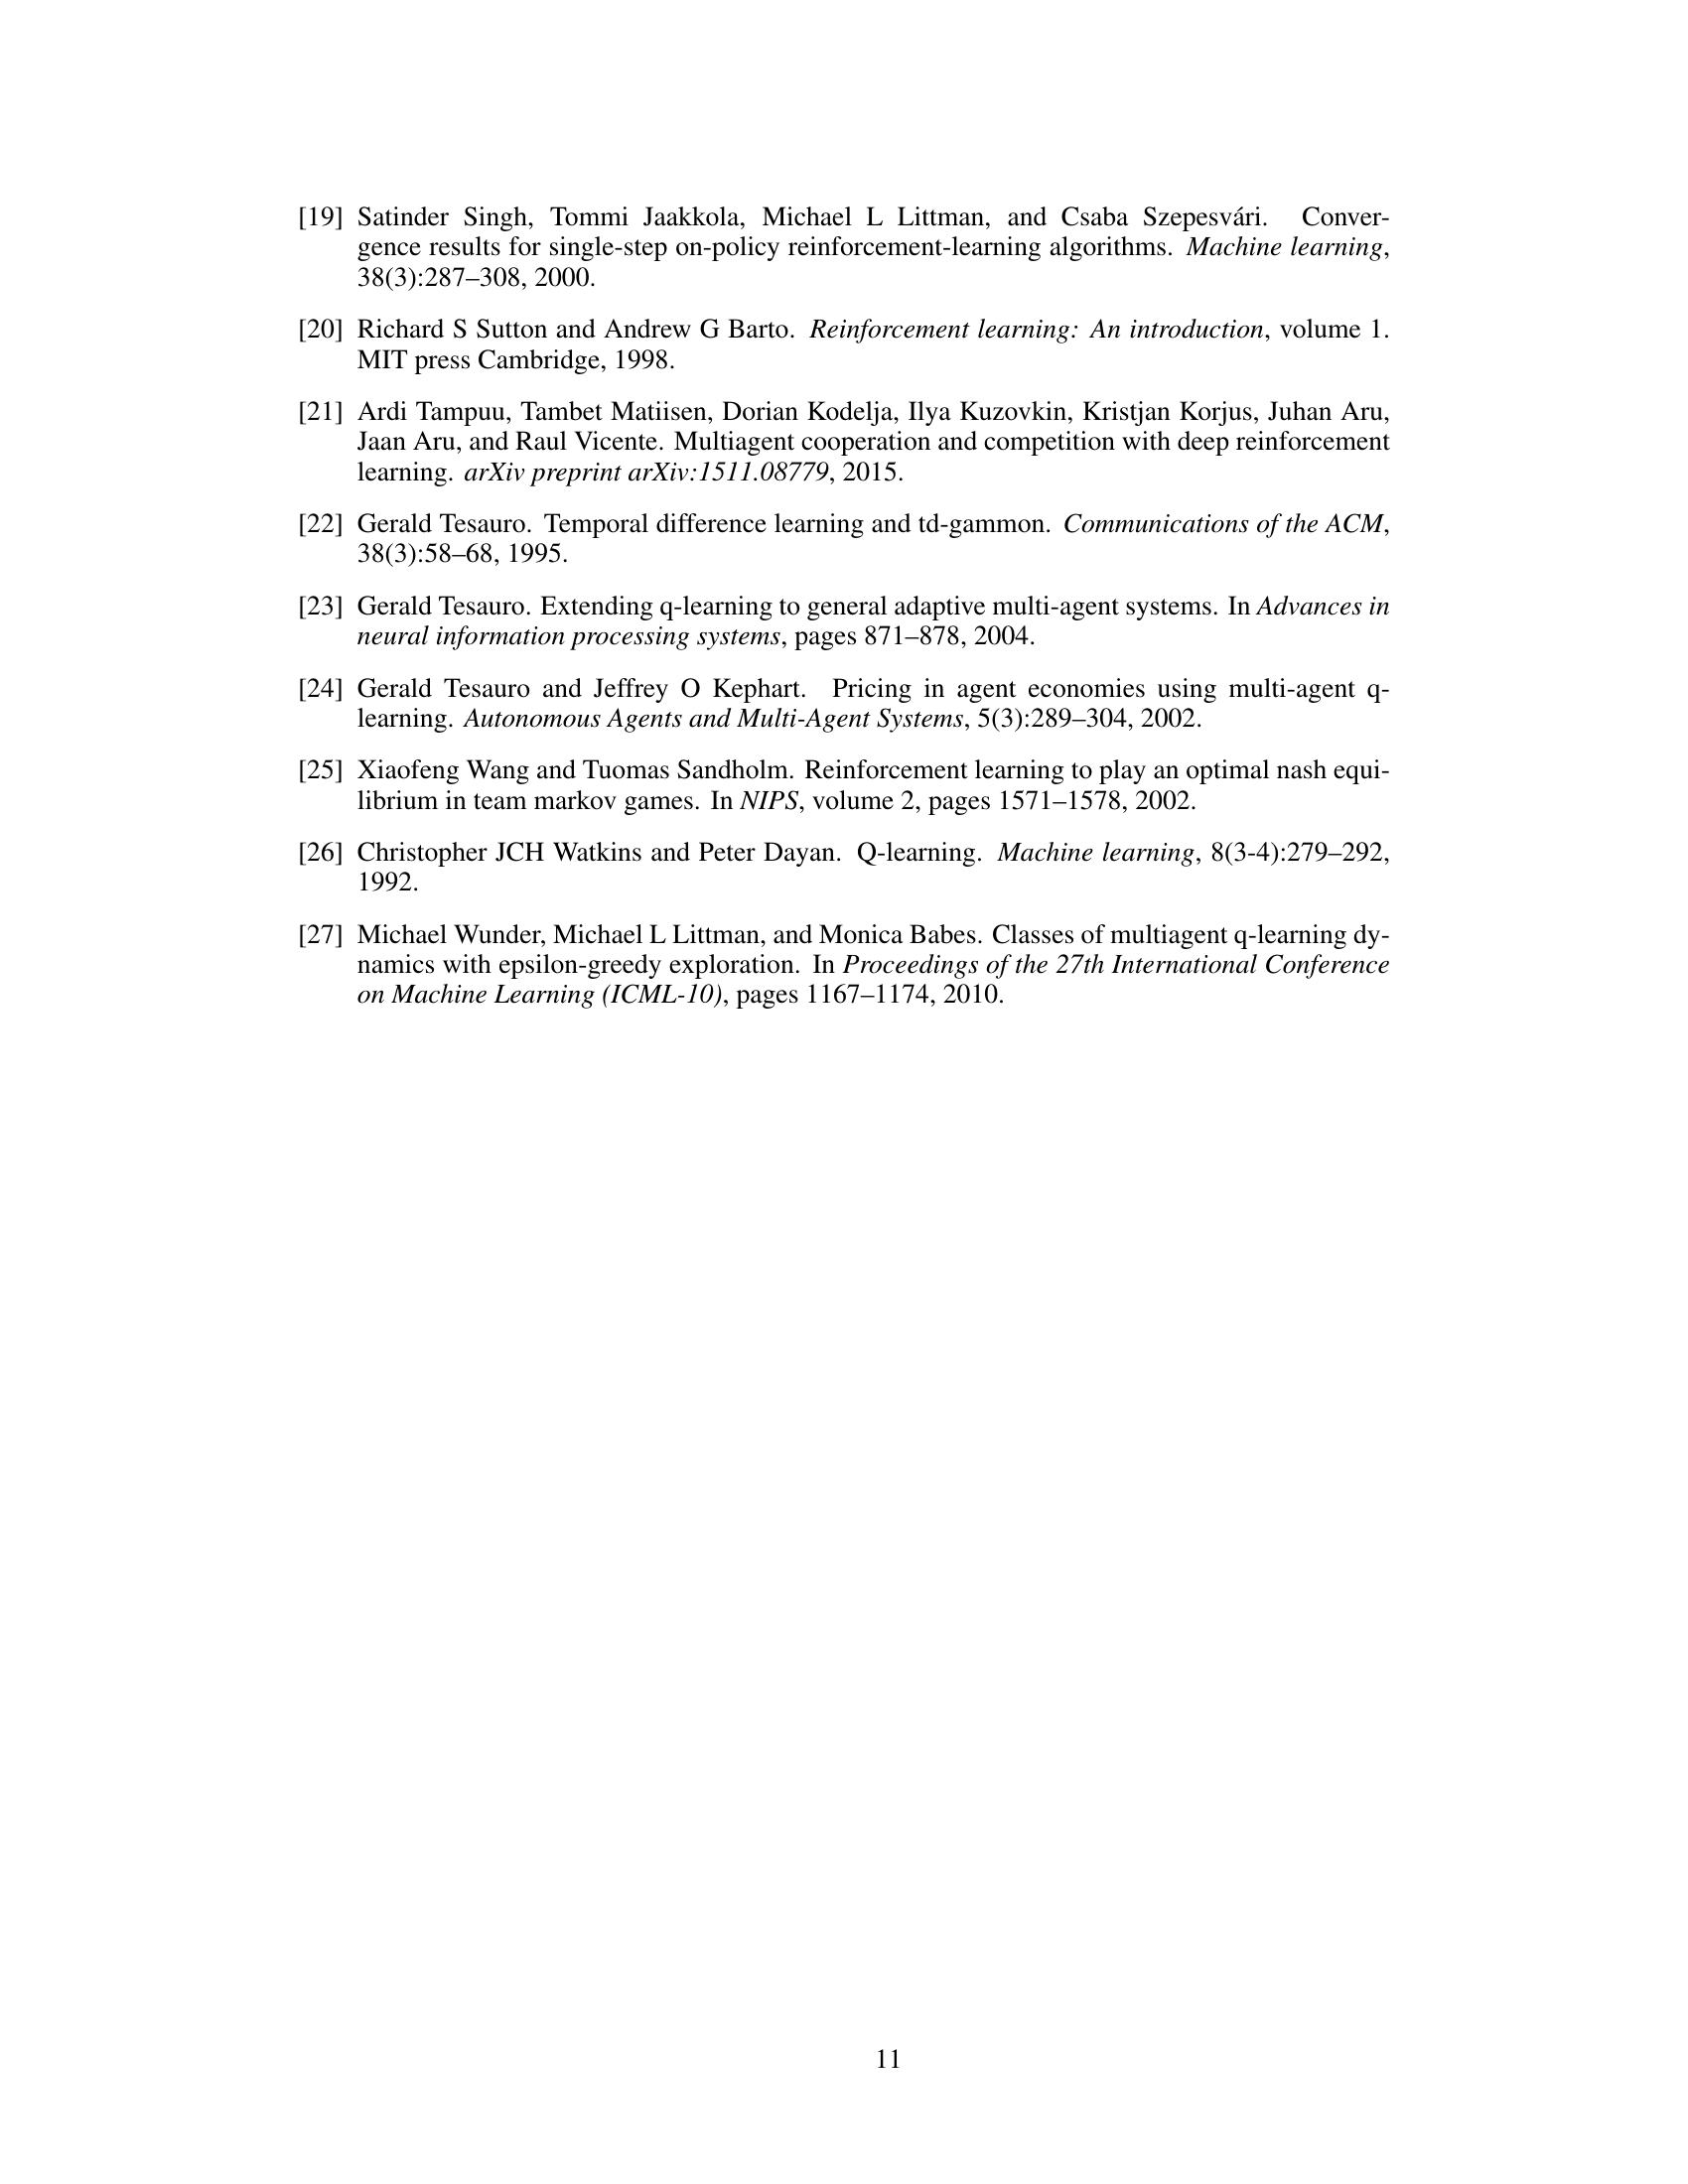 [19] Satinder Singh, Tommi Jaakkola, Michael L Littman, and Csaba Szepesvári. Conver-
gence results for single-step on-policy reinforcement-learning algorithms. Machine learning,
38(3):287–308, 2000.
[20] Richard S Sutton and Andrew G Barto. Reinforcement learning: An introduction, volume 1.
MIT press Cambridge, 1998.
[21] Ardi Tampuu, Tambet Matiisen, Dorian Kodelja, Ilya Kuzovkin, Kristjan Korjus, Juhan Aru,
Jaan Aru, and Raul Vicente. Multiagent cooperation and competition with deep reinforcement
learning. arXiv preprint arXiv:1511.08779, 2015.
[22] Gerald Tesauro. Temporal difference learning and td-gammon. Communications of the ACM,
38(3):58–68, 1995.
[23] Gerald Tesauro. Extending q-learning to general adaptive multi-agent systems. In Advances in
neural information processing systems, pages 871–878, 2004.
[24] Gerald Tesauro and Jeffrey O Kephart. Pricing in agent economies using multi-agent q-
learning. Autonomous Agents and Multi-Agent Systems, 5(3):289–304, 2002.
[25] Xiaofeng Wang and Tuomas Sandholm. Reinforcement learning to play an optimal nash equi-
librium in team markov games. In NIPS, volume 2, pages 1571–1578, 2002.
[26] Christopher JCH Watkins and Peter Dayan. Q-learning. Machine learning, 8(3-4):279–292,
1992.
[27] Michael Wunder, Michael L Littman, and Monica Babes. Classes of multiagent q-learning dy-
namics with epsilon-greedy exploration. In Proceedings of the 27th International Conference
on Machine Learning (ICML-10), pages 1167–1174, 2010.
11